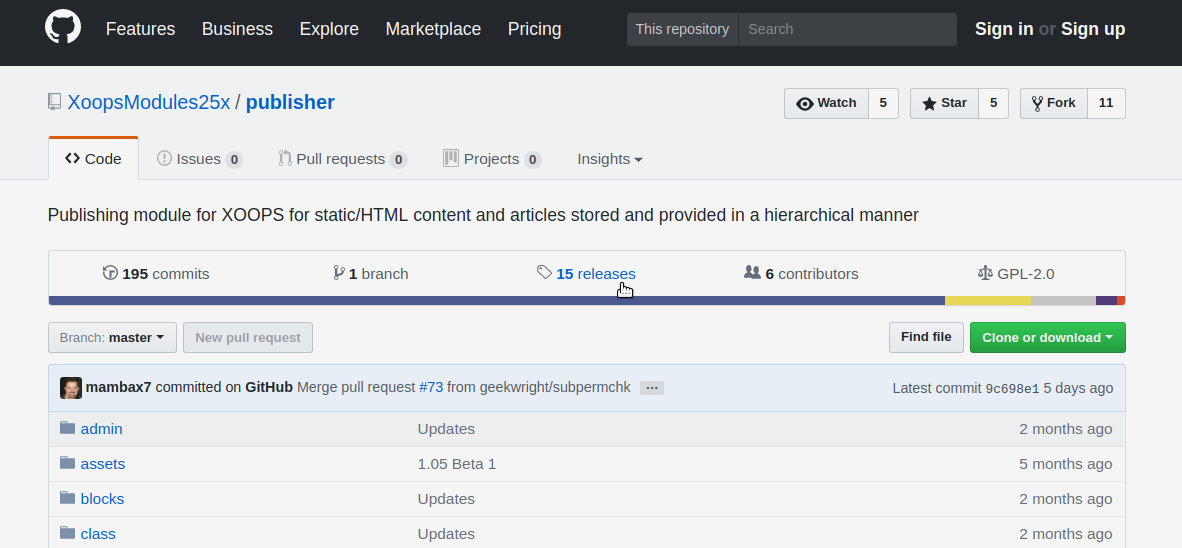 Features Business Explore Marketplace Pricing This repository Search Sign in or Sign up
XoopsModules25x / publisher Watch 5 Star 5 Fork 11
Code Issues 0 Pull requests 0 Projects 0 Insights
Publishing module for XOOPS for static/HTML content and articles stored and provided in a hierarchical manner
195 commits 1 branch 15 releases 6 contributors GPL-2.0
Branch: master New pull request Find file Clone or download
mambax7 committed on GitHub Merge pull request #73 from geekwright/subpermchk ... Latest commit 9c698e1 5 days ago
admin Updates 2 months ago
assets 1.05 Beta 1 5 months ago
blocks Updates 2 months ago
class Updates 2 months ago